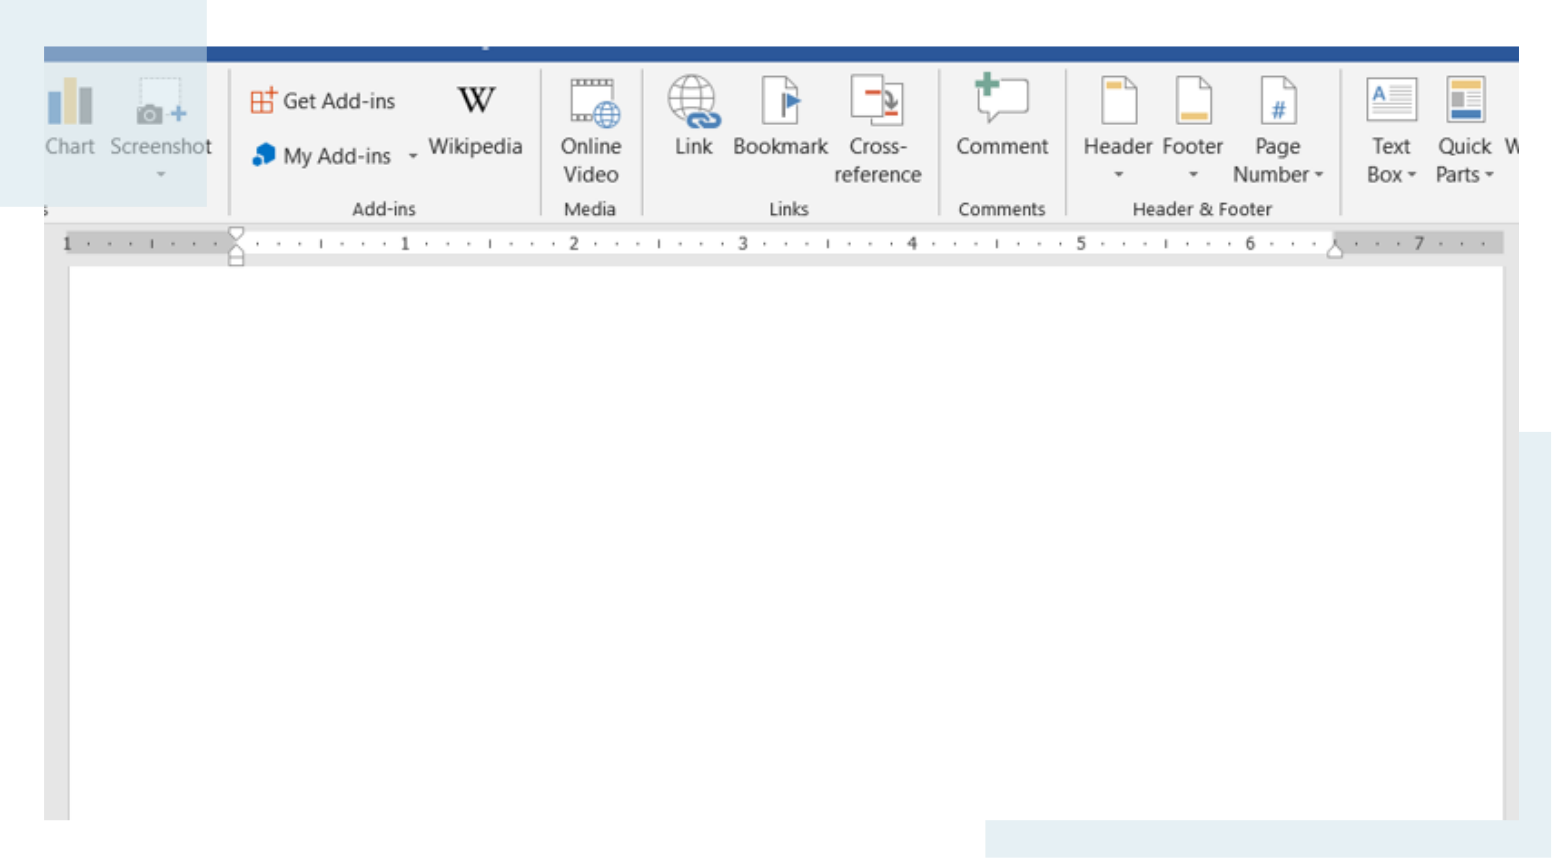 Chart Screenshot
Get Add-ins
My Add-ins
W
Wikipedia
Add-ins
Online
Video
Media
Link Bookmark Cross-
reference
Links
Comment
Comments
Header Footer Page
Number
#
Header & Footer
A
Text
Box
Quick
Parts
1 1 2 3 4 5 6 7